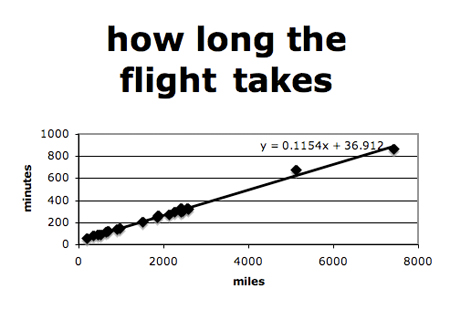 how long the
flight takes
y = 0.1154x + 36.912
1000
800
600
400
200
0
minutes
0 2000 4000 6000 8000
miles